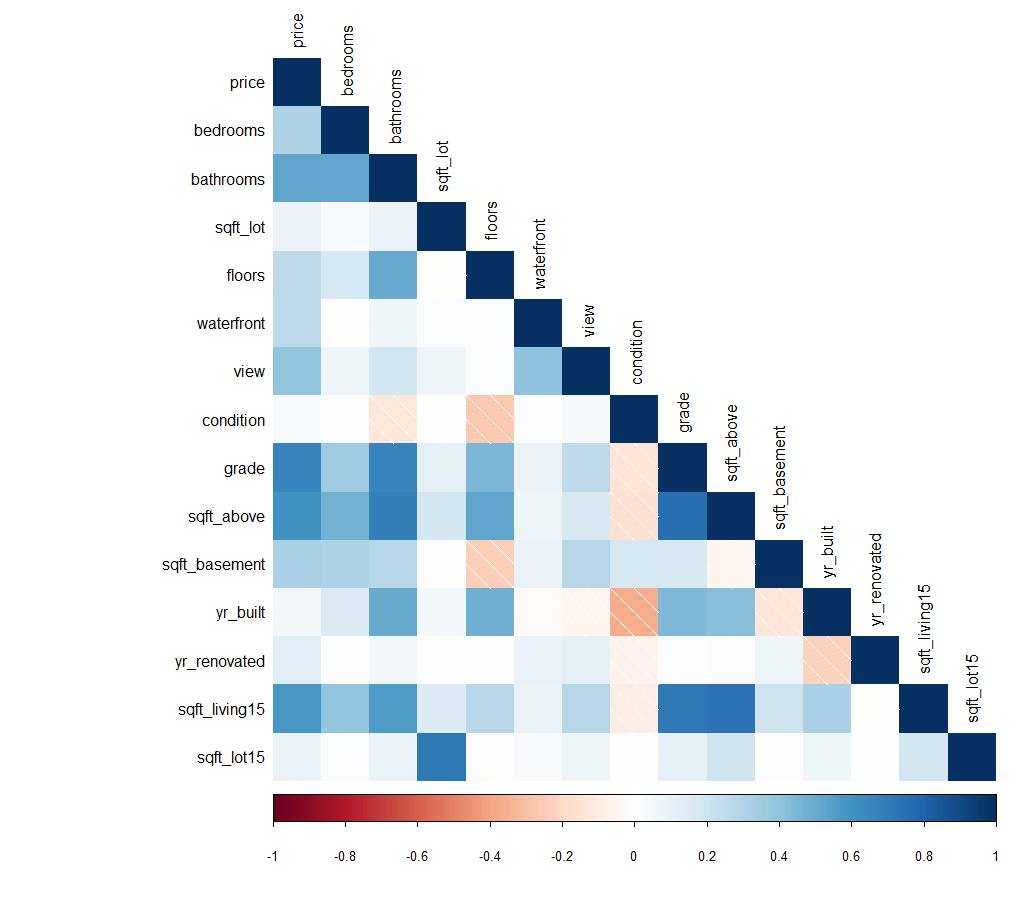 price
bedrooms
bathrooms
sqft_lot
floors
waterfront
view
condition
grade
sqft_above
sqft_basement
yr_built
yr_renovated
sqft_living15
sqft_lot15
price
bedrooms
bathrooms
sqft_lot
floors
waterfront
view
condition
grade
sqft_above
sqft_basement
yr_built
yr_renovated
sqft_living15
sqft_lot15
-1 -0.8 -0.6 -0.4 -0.2 0 0.2 0.4 0.6 0.8 1